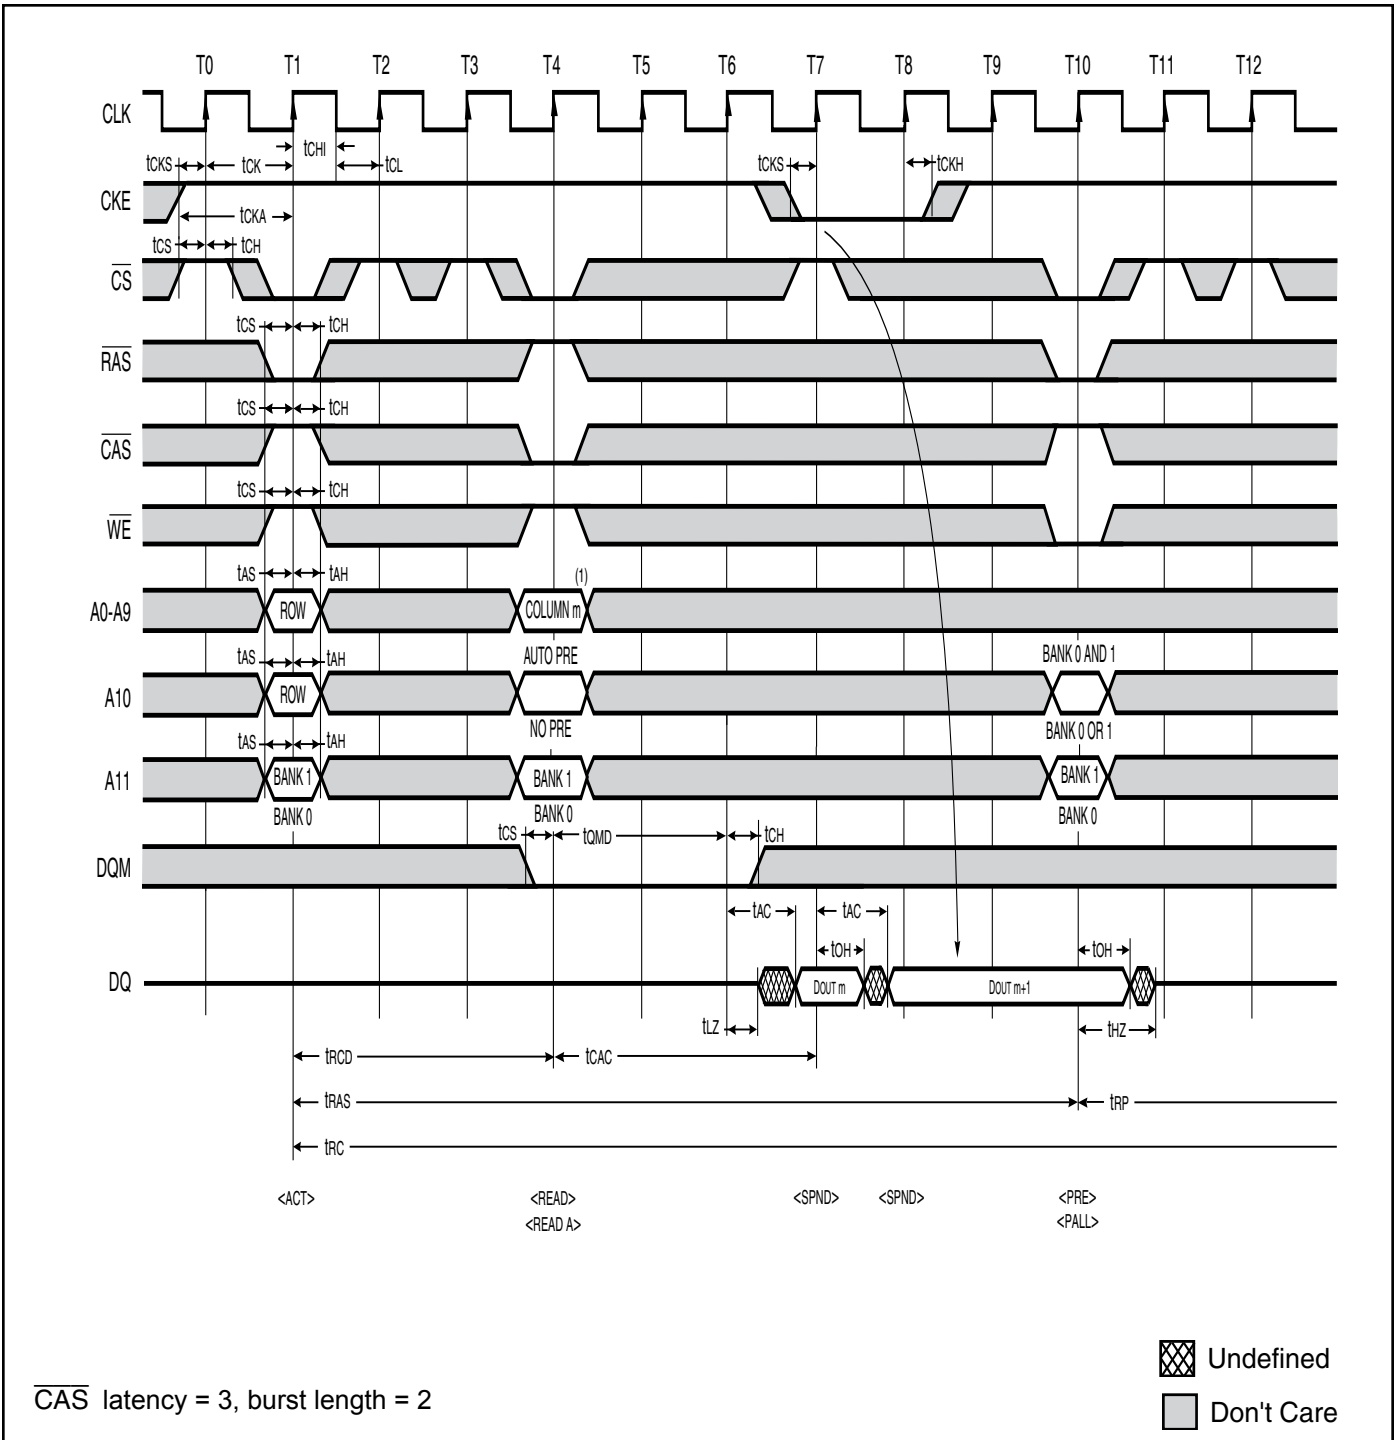 T0 T1 T2 T3 T4 T5 T6 T7 T8 T9 T10 T11 T12
CLK
tCHI
tCKS tCK tCL tCKS tCKH
CKE
tCKA
tCS tCH
CS
tCS tCH
RAS
tCS tCH
CAS
tCS tCH
WE
tAS tAH (1)
A0-A9 ROW COLUMN m
tAS tAH AUTO PRE BANK 0 AND 1
A10 ROW
NO PRE BANK 0 OR 1
tAS tAH
A11 BANK 1 BANK 1 BANK 1
BANK 0 BANK 0 BANK 0
tCS tQMD tCH
DQM
tAC tAC
tOH tOH
DQ DOUT m DOUT m+1
tLZ tHZ
tRCD tCAC
tRAS tRP
tRC
<ACT> <READ> <SPND> <SPND> <PRE>
<READ A> <PALL>
Undefined
CAS latency = 3, burst length = 2
Don't Care